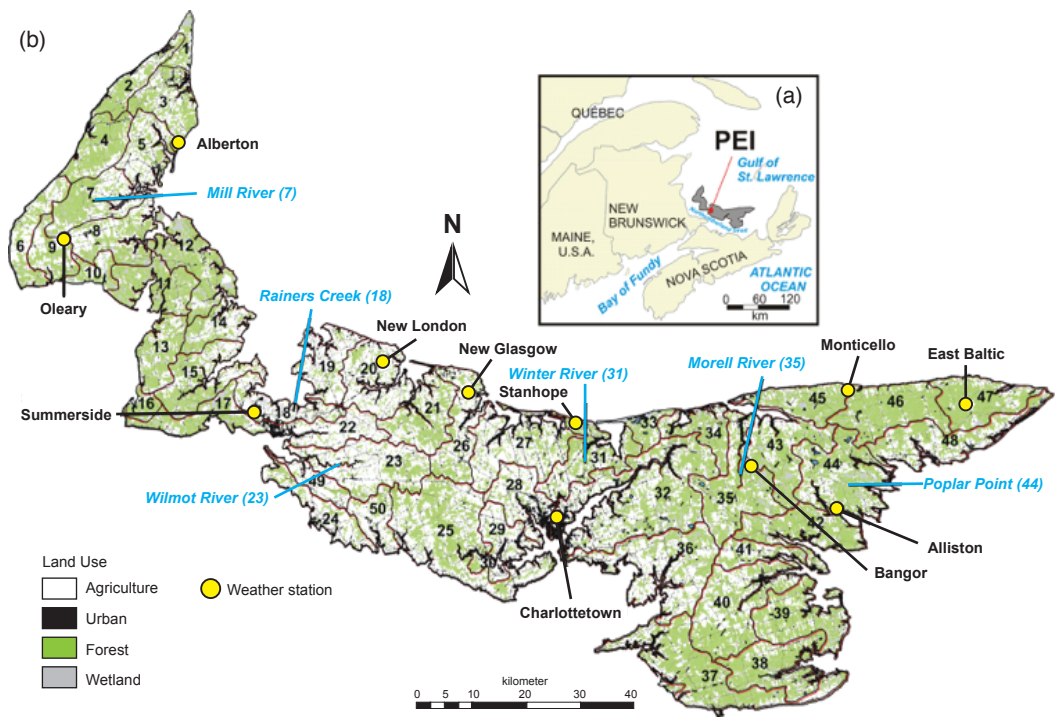 (b)
(a)
QUÉBEC
PEI
Gulf of
St. Lawrence
NEW
BRUNSWICK
MAINE,
U.S.A.
NOVA SCOTIA
Bay of Fundy
ATLANTIC
OCEAN
0 30 60 120
km
N
Alberton
Mill River (7)
Oleary
Rainers Creek (18)
New London
New Glasgow
Stanhope
Winter River (31)
Morell River (35)
Monticello
East Baltic
Summerside
Wilmot River (23)
Poplar Point (44)
Alliston
Bangor
Charlottetown
1
2
3
4
5
7
6
8
9
10
7
12
11
14
13
15
16
17
18
19
20
21
22
23
26
27
28
31
33
34
32
35
43
45
46
47
48
44
42
49
24
50
25
29
30
36
41
40
39
38
37
Land Use
Agriculture
Urban
Forest
Wetland
Weather station
kilometer
0 5 10 20 30 40